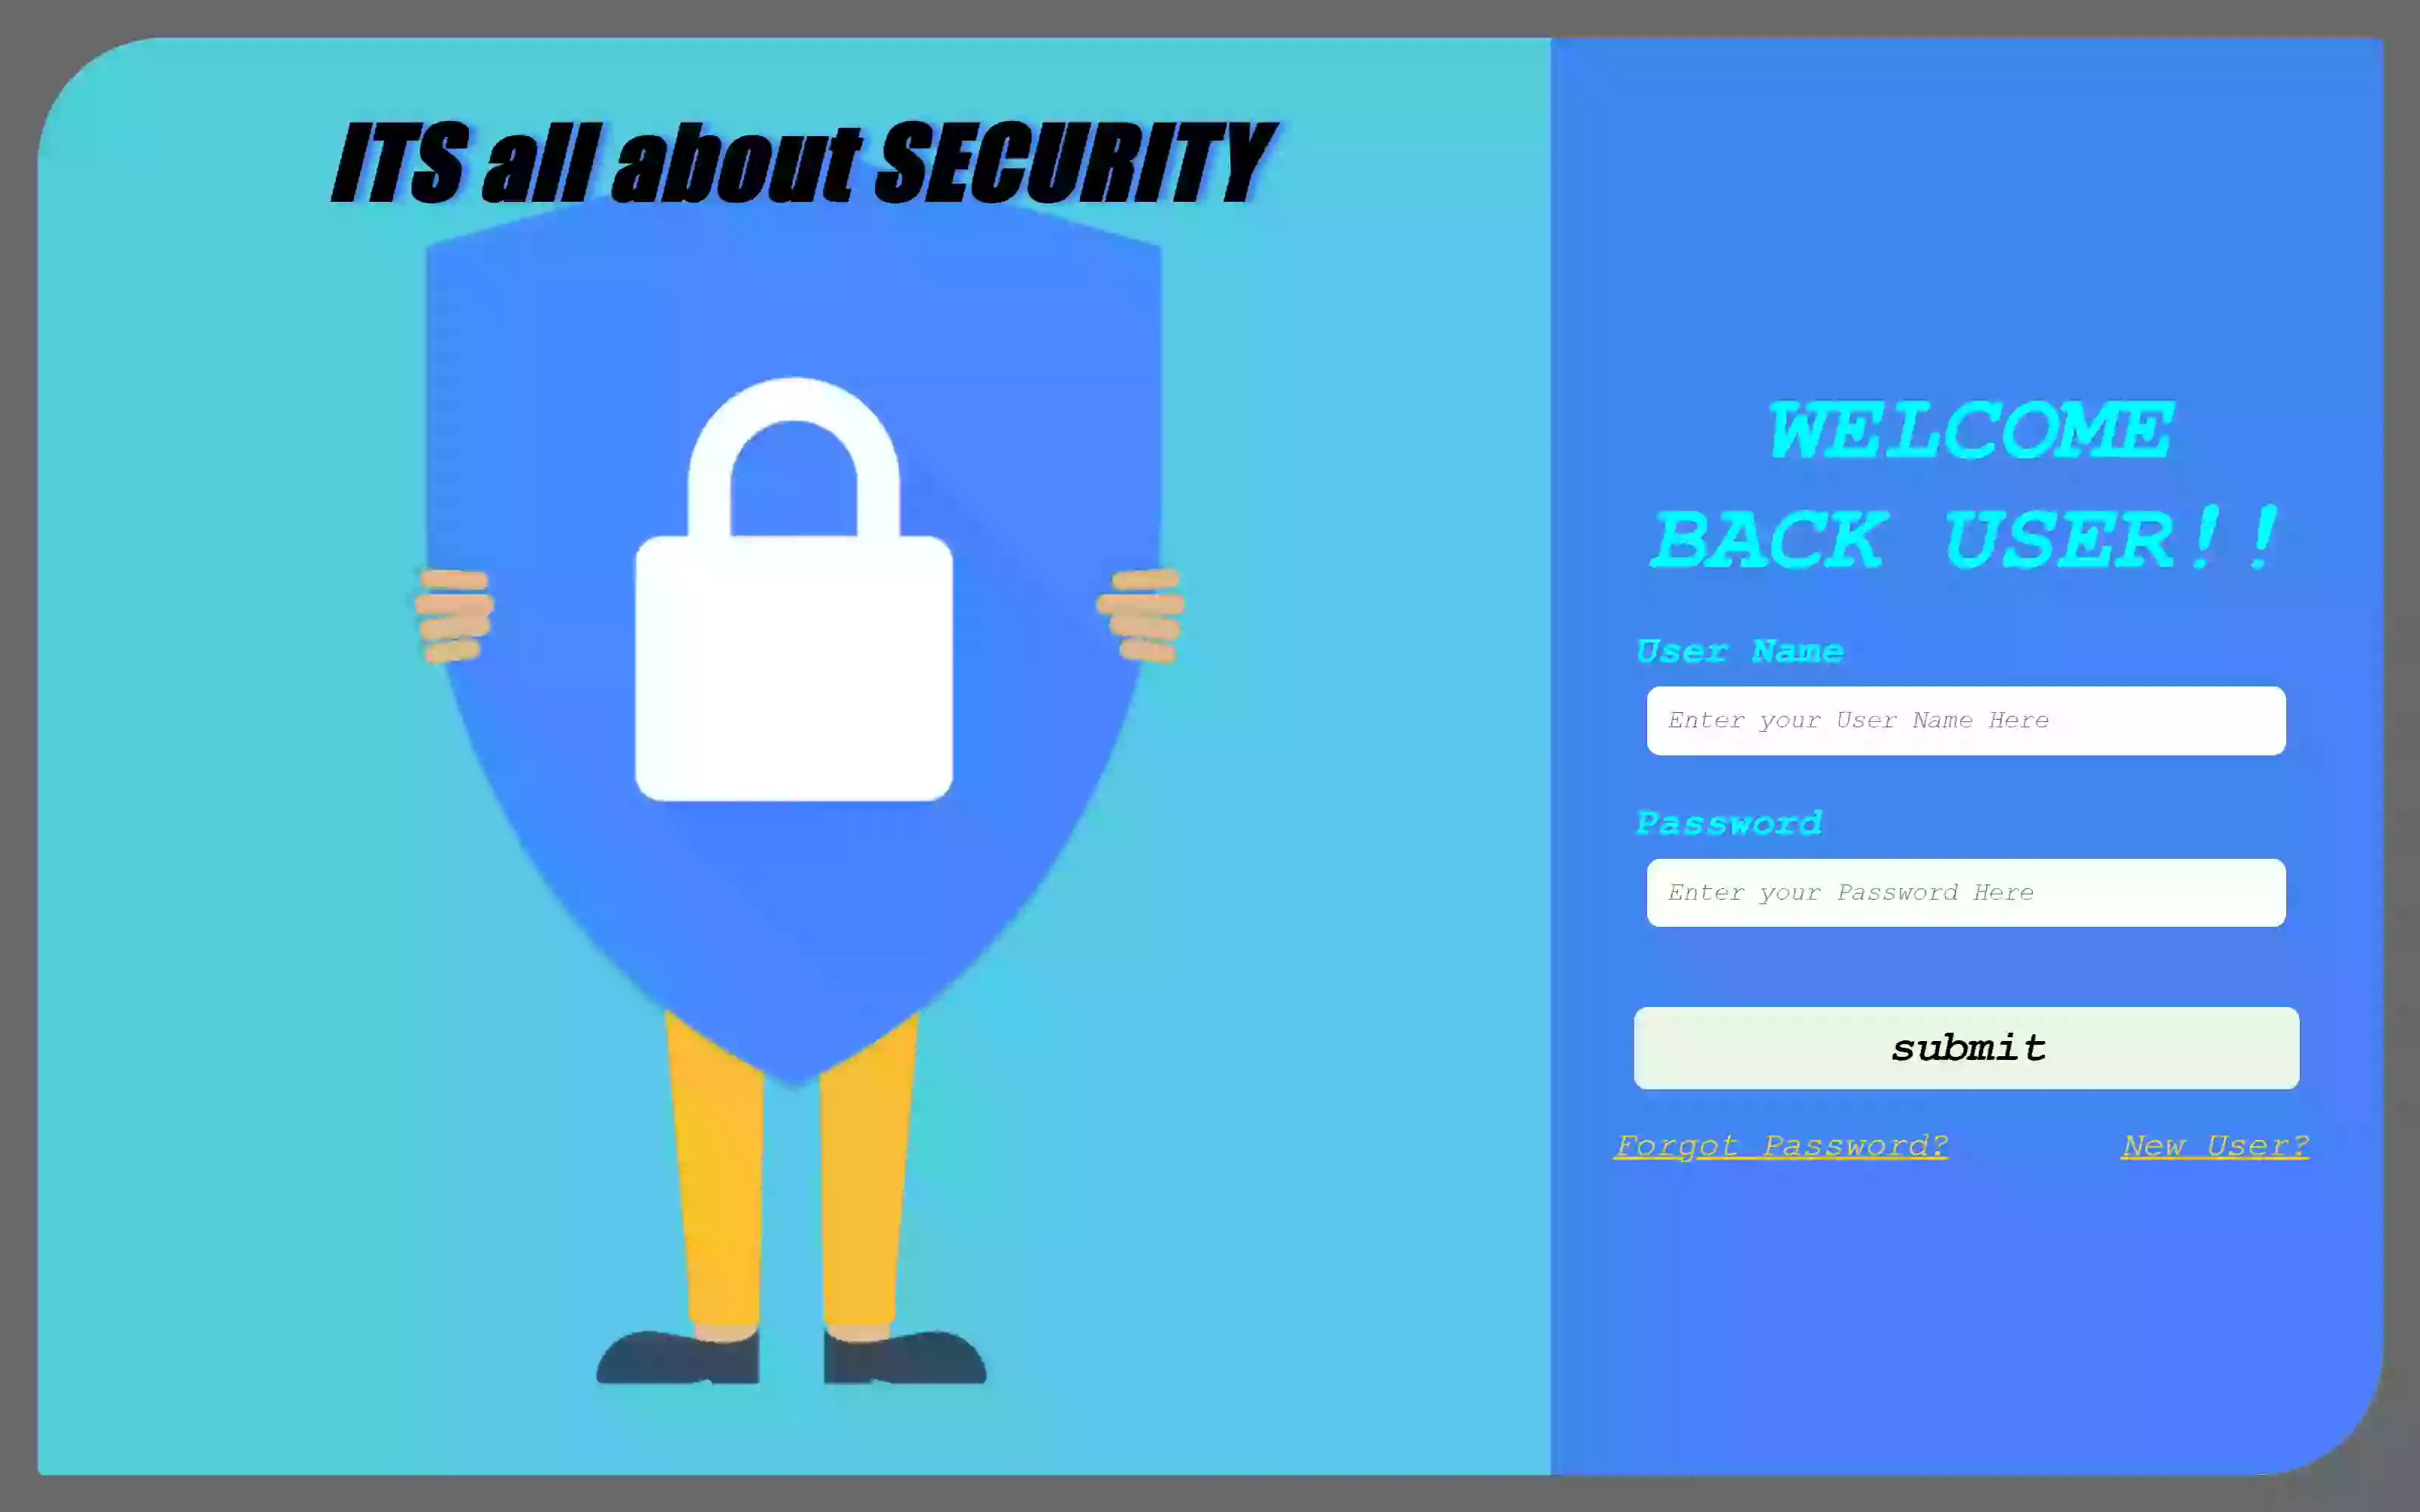 ITS all about SECURITY
WELCOME
BACK USER!!
User Name
Enter your User Name Here
Password
Enter your Password Here
submit
Forgot Password?
New User?